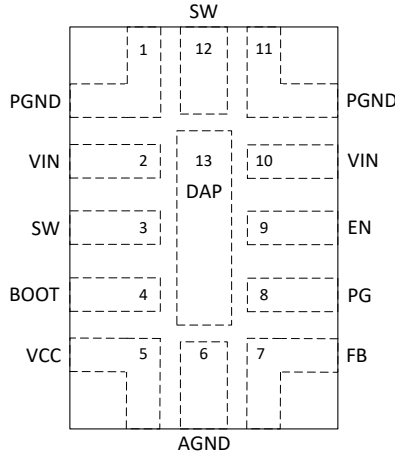 SW
1 12 11
PGND PGND
VIN 2 13 10 VIN
DAP
SW 3 9 EN
BOOT 4 8 PG
VCC 5 6 7 FB
AGND